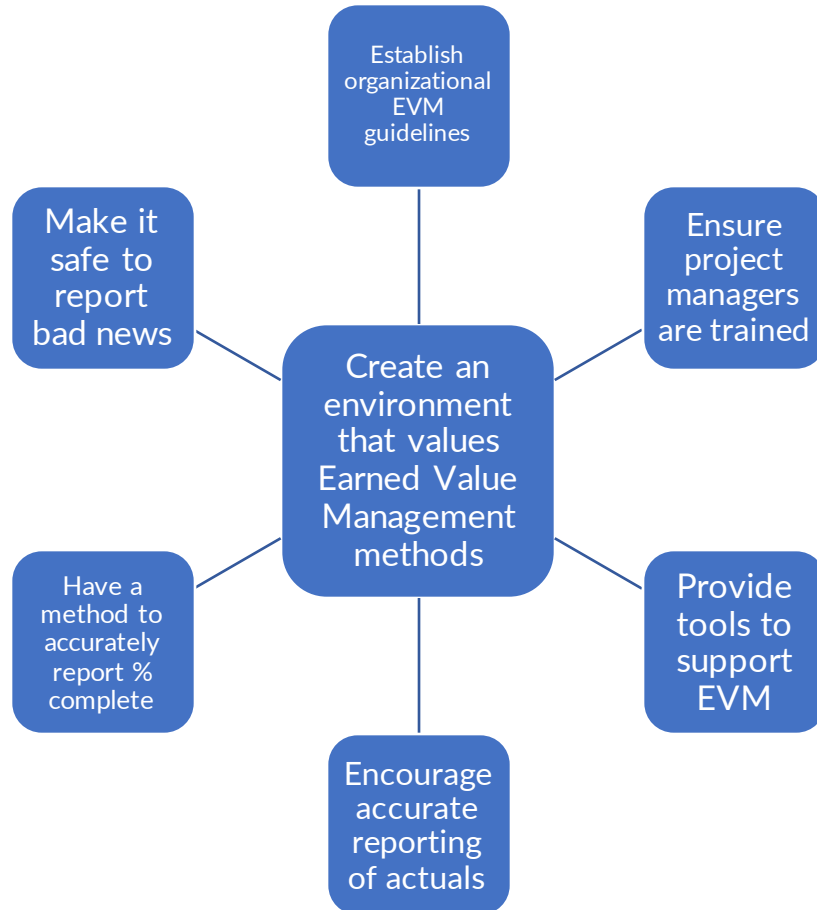 Establish
organizational
EVM
guidelines
Make it
safe to
report
bad news
Ensure
project
managers
are trained
Create an
environment
that values
Earned Value
Management
methods
Have a
method to
accurately
report %
complete
Provide
tools to
support
EVM
Encourage
accurate
reporting
of actuals